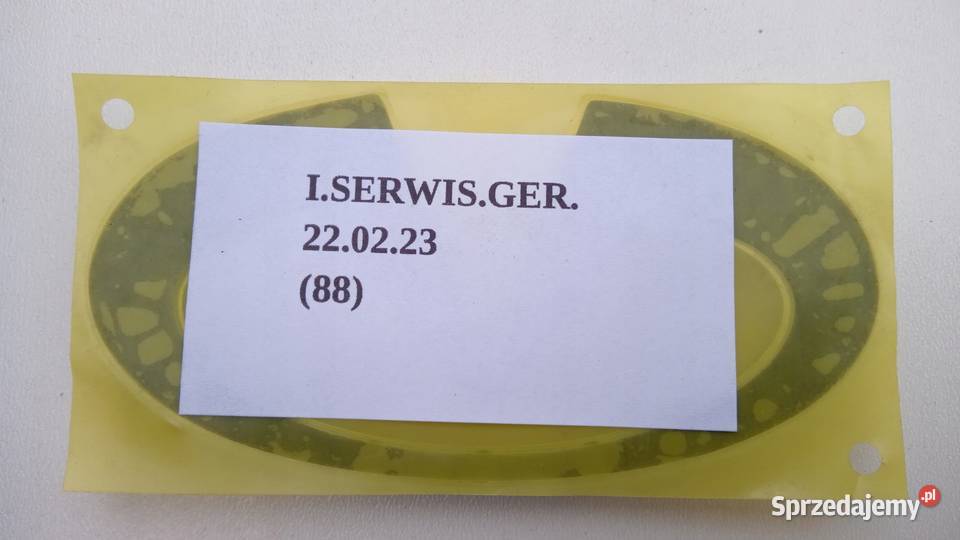 I.SERWIS.GER.
22.02.23
(88)
Sprzedajemy.pl